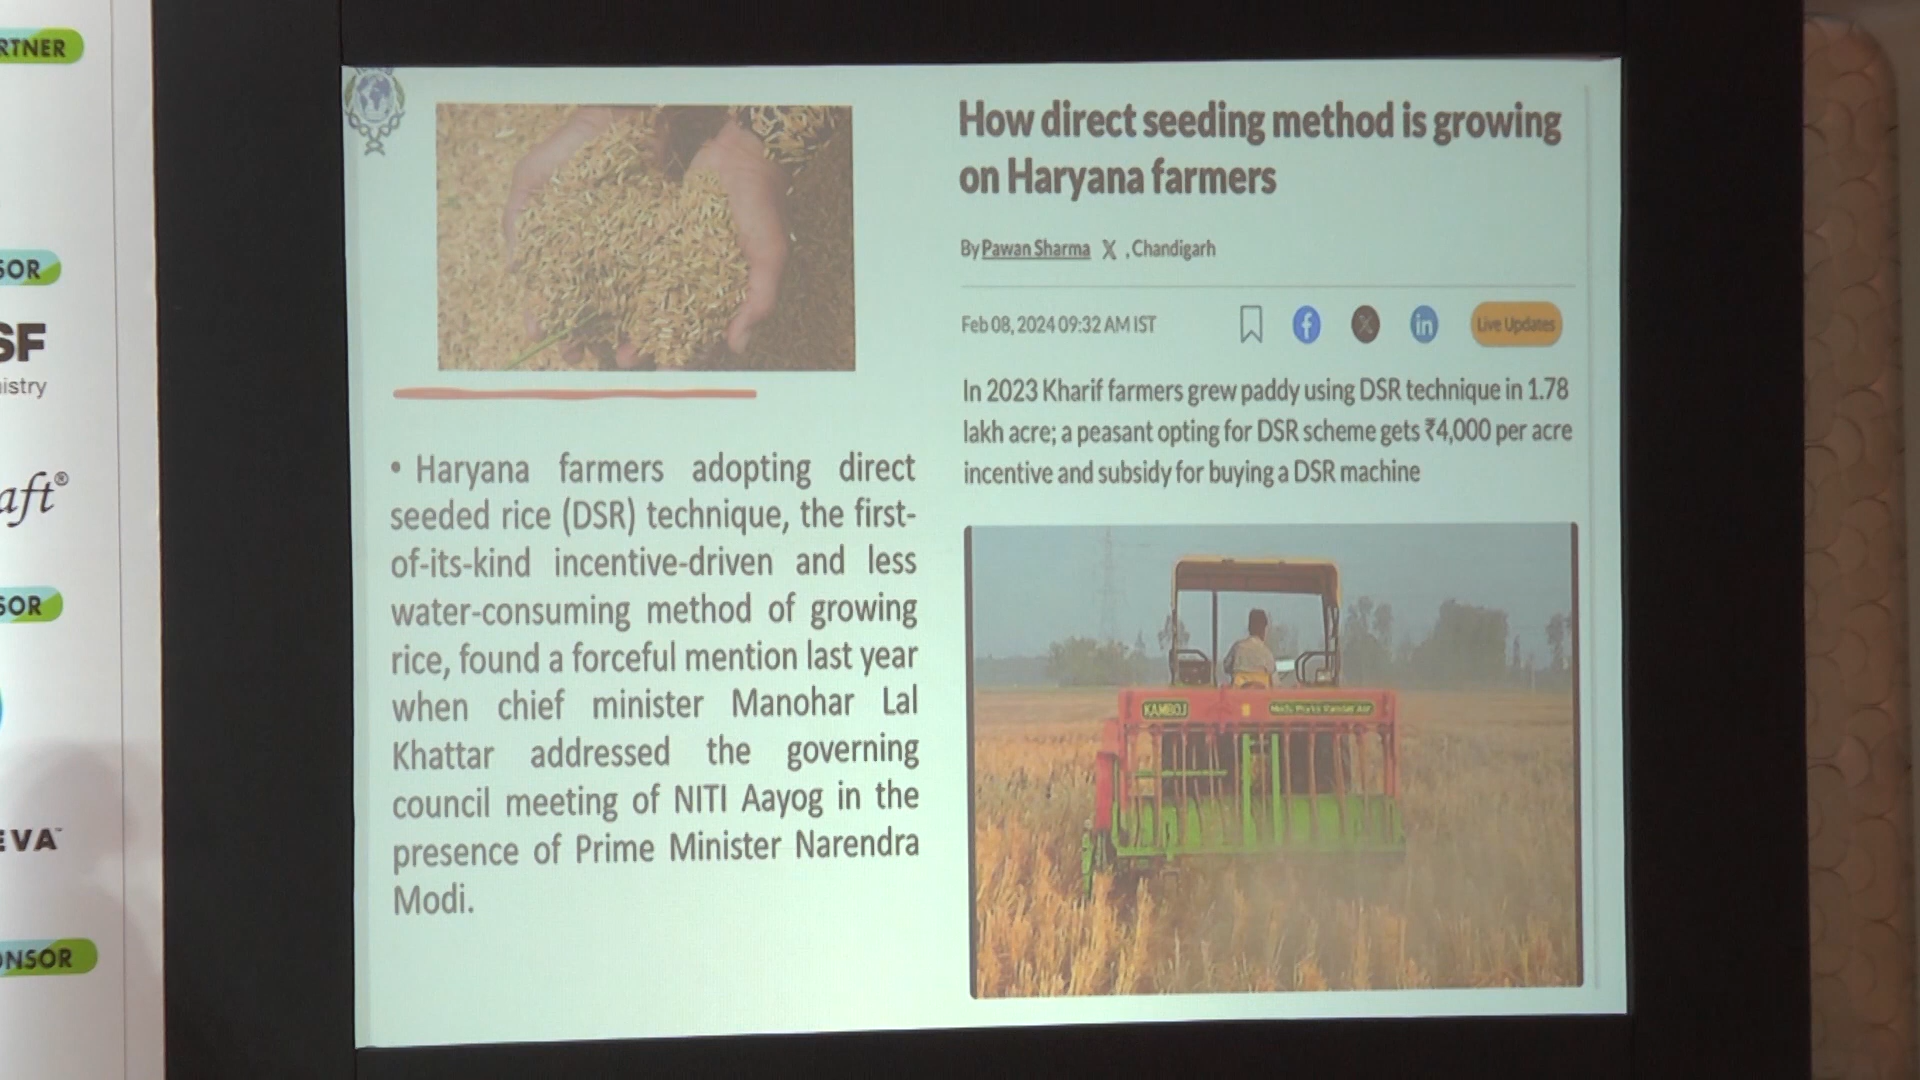 RTNER
SOR
SF
istry
aft®
SOR
EVA™
ONSOR
• Haryana farmers adopting direct
seeded rice (DSR) technique, the first-
of-its-kind incentive-driven and less
water-consuming method of growing
rice, found a forceful mention last year
when chief minister Manohar Lal
Khattar addressed the governing
council meeting of NITI Aayog in the
presence of Prime Minister Narendra
Modi.
How direct seeding method is growing
on Haryana farmers
By Pawan Sharma X , Chandigarh
Feb 08, 2024 09:32 AM IST
f X in Live Updates
In 2023 Kharif farmers grew paddy using DSR technique in 1.78
lakh acre; a peasant opting for DSR scheme gets ₹4,000 per acre
incentive and subsidy for buying a DSR machine
KAMBOJ